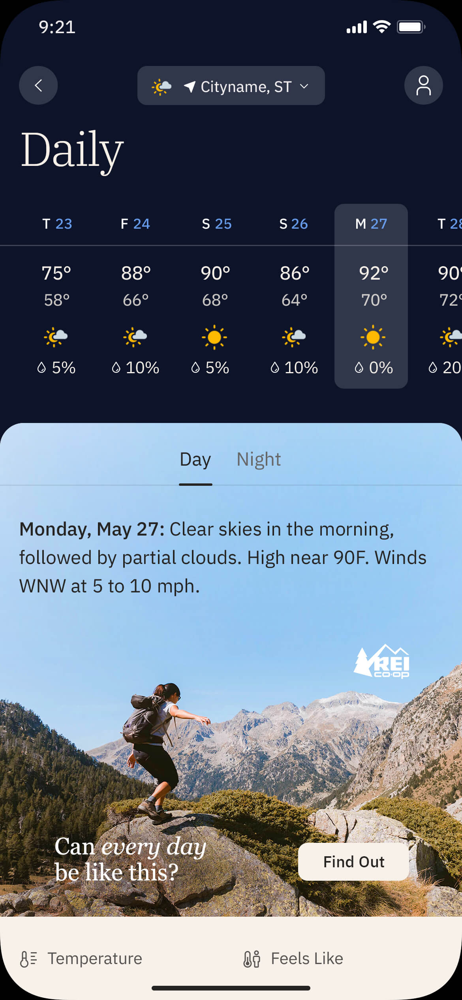 9:21
Cityname, ST
Daily
T 23 F 24 S 25 S 26 M 27 T 28
75° 88° 90° 86° 92° 90°
58° 66° 68° 64° 70° 72°
5% 10% 5% 10% 0% 20
Day Night
Monday, May 27: Clear skies in the morning,
followed by partial clouds. High near 90F. Winds
WNW at 5 to 10 mph.
REI
CO·OP
Can every day
be like this?
Find Out
Temperature Feels Like